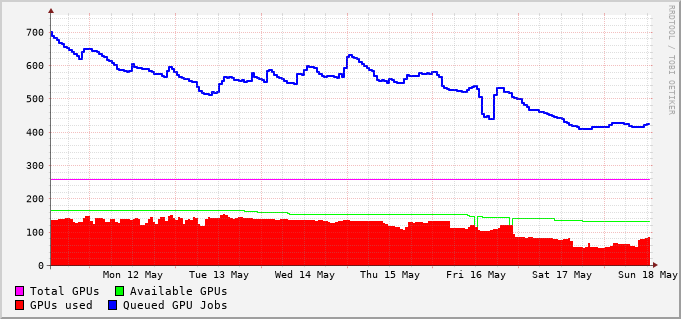 RRDTOOL / TOBI OETIKER
700
600
500
400
300
200
100
0
Mon 12 May Tue 13 May Wed 14 May Thu 15 May Fri 16 May Sat 17 May Sun 18 May
Total GPUs Available GPUs
GPUs used Queued GPU Jobs